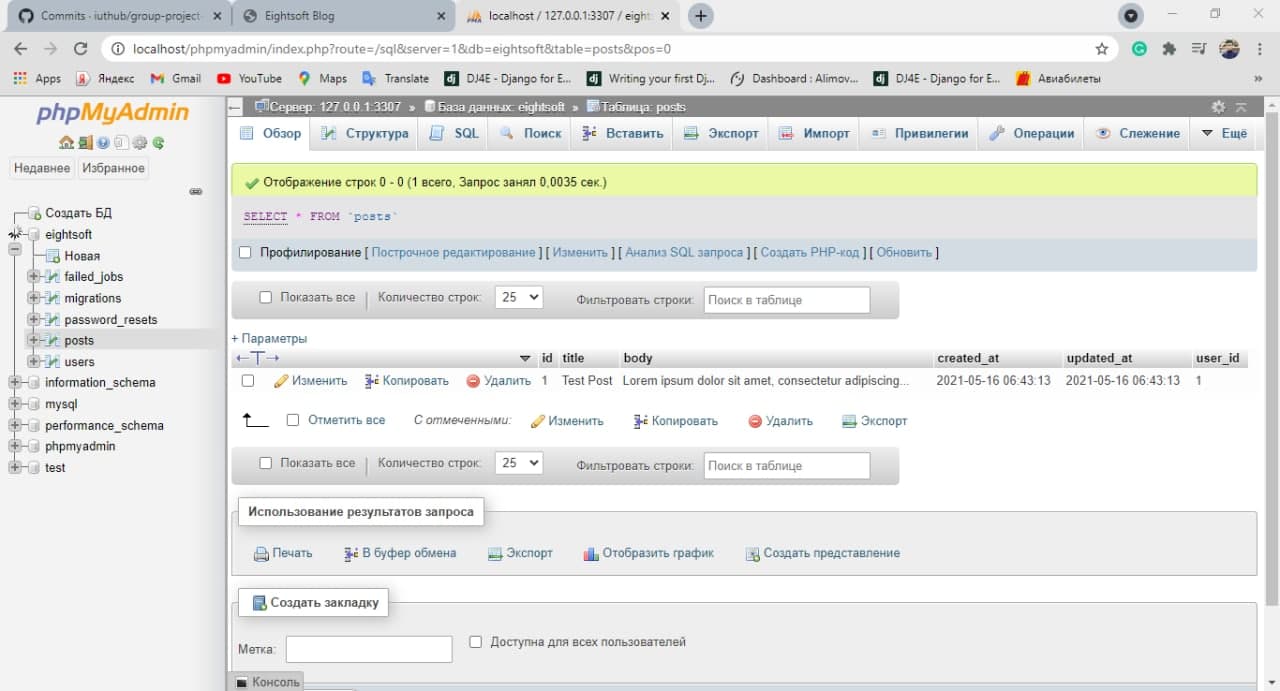 Commits · iuthub/group-project-
Eightsoft Blog
localhost / 127.0.0.1:3307 / eight
localhost/phpmyadmin/index.php?route=/sql&server=1&db=eightsoft&table=posts&pos=0
Apps Яндекс Gmail YouTube Maps Translate DJ4E - Django for E... Writing your first Dj... Dashboard : Alimov... DJ4E - Django for E... Авиабилеты »
phpMyAdmin
Недавнее Избранное
Создать БД
eightsoft
Новая
failed_jobs
migrations
password_resets
posts
users
information_schema
mysql
performance_schema
phpmyadmin
test
Сервер: 127.0.0.1:3307 » База данных: eightsoft » Таблица: posts
Обзор Структура SQL Поиск Вставить Экспорт Импорт Привилегии Операции Слежение Ещё
Отображение строк 0 - 0 (1 всего, Запрос занял 0,0035 сек.)
SELECT * FROM `posts`
Профилирование [ Построчное редактирование ] [ Изменить ] [ Анализ SQL запроса ] [ Создать PHP-код ] [ Обновить ]
Показать все | Количество строк: 25 Фильтровать строки: Поиск в таблице
+ Параметры
←T→ id title body created_at updated_at user_id
Изменить Копировать Удалить 1 Test Post Lorem ipsum dolor sit amet, consectetur adipiscing... 2021-05-16 06:43:13 2021-05-16 06:43:13 1
Отметить все С отмеченными: Изменить Копировать Удалить Экспорт
Показать все | Количество строк: 25 Фильтровать строки: Поиск в таблице
Использование результатов запроса
Печать В буфер обмена Экспорт Отобразить график Создать представление
Создать закладку
Метка: Доступна для всех пользователей
Консоль